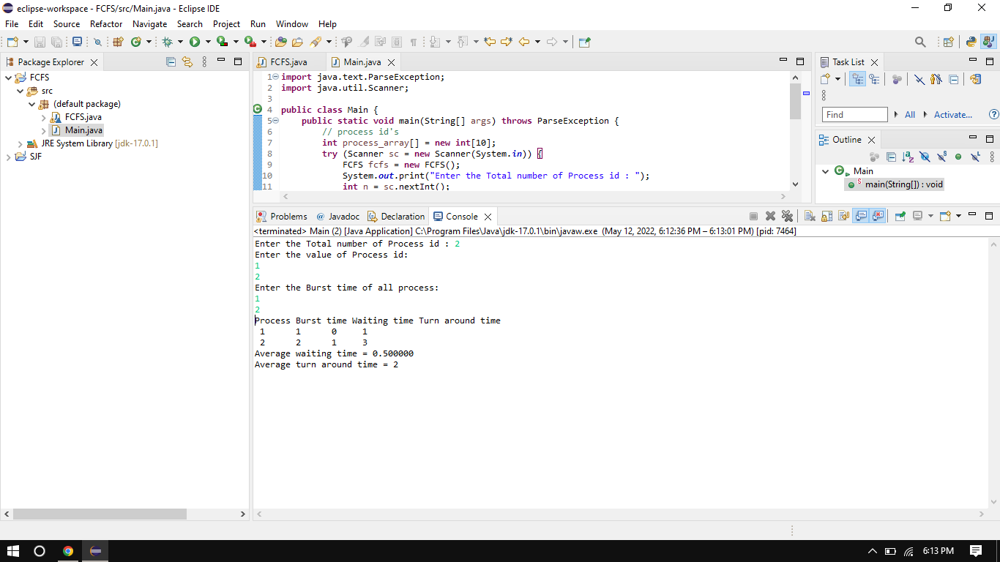 eclipse-workspace - FCFS/src/Main.java - Eclipse IDE
File Edit Source Refactor Navigate Search Project Run Window Help
Package Explorer
FCFS
src
(default package)
FCFS.java
Main.java
JRE System Library [jdk-17.0.1]
SJF
FCFS.java Main.java
1 import java.text.ParseException;
2 import java.util.Scanner;
3
4 public class Main {
5 public static void main(String[] args) throws ParseException {
6 // process id's
7 int process_array[] = new int[10];
8 try (Scanner sc = new Scanner(System.in)) {
9 FCFS fcfs = new FCFS();
10 System.out.print("Enter the Total number of Process id : ");
11 int n = sc.nextInt();
Task List
Find All Activate...
Outline
Main
main(String[]) : void
Problems @ Javadoc Declaration Console
<terminated> Main (2) [Java Application] C:\Program Files\Java\jdk-17.0.1\bin\javaw.exe (May 12, 2022, 6:12:36 PM – 6:13:01 PM) [pid: 7464]
Enter the Total number of Process id : 2
Enter the value of Process id:
1
2
Enter the Burst time of all process:
1
2
Process Burst time Waiting time Turn around time
1 1 0 1
2 2 1 3
Average waiting time = 0.500000
Average turn around time = 2
6:13 PM